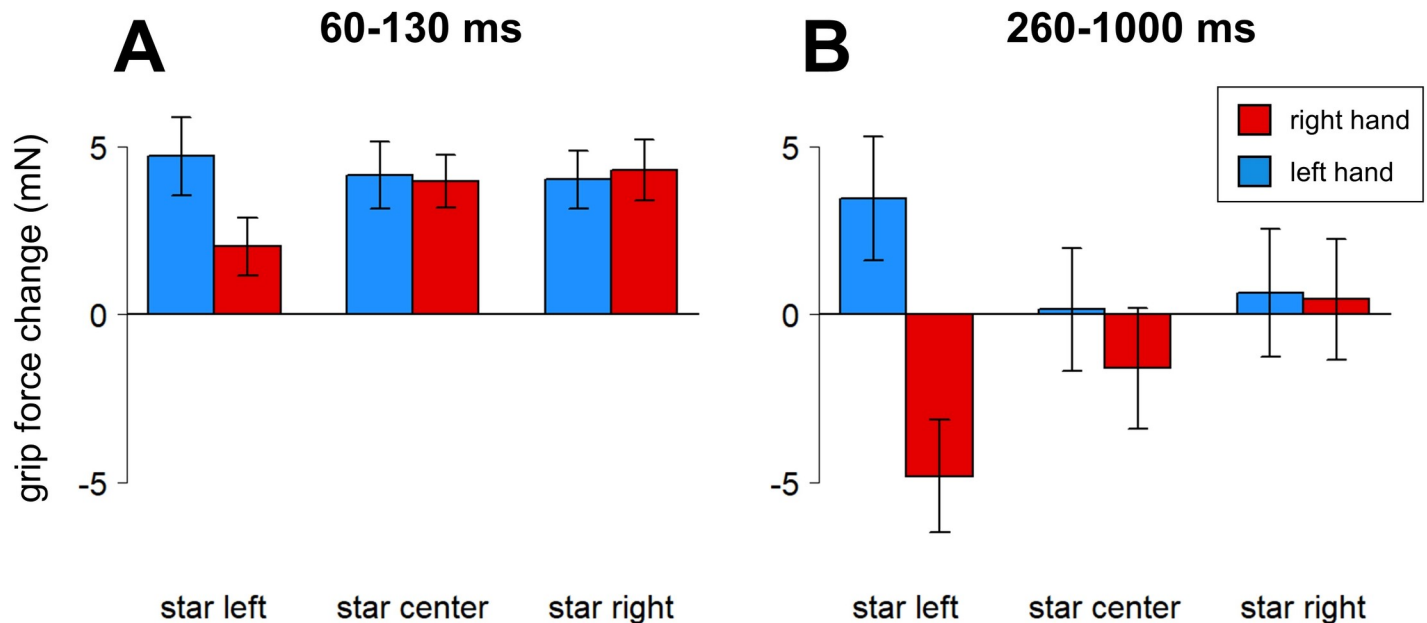 A
60-130 ms
grip force change (mN)
5
0
-5
star left
star center
star right
B
260-1000 ms
right hand
left hand
5
0
-5
star left
star center
star right